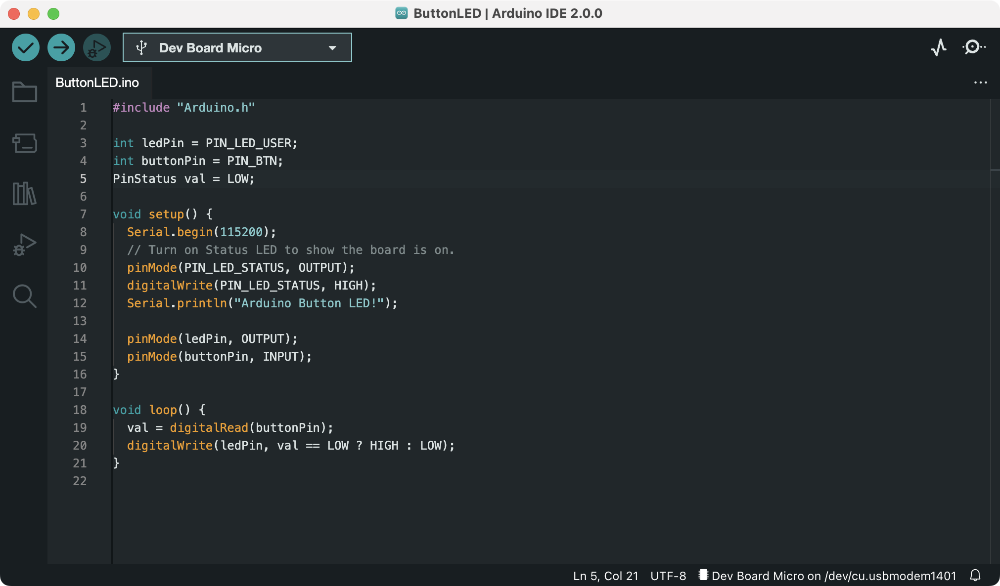 ButtonLED | Arduino IDE 2.0.0
Dev Board Micro
ButtonLED.ino
1 #include "Arduino.h"
2
3 int ledPin = PIN_LED_USER;
4 int buttonPin = PIN_BTN;
5 PinStatus val = LOW;
6
7 void setup() {
8   Serial.begin(115200);
9   // Turn on Status LED to show the board is on.
10   pinMode(PIN_LED_STATUS, OUTPUT);
11   digitalWrite(PIN_LED_STATUS, HIGH);
12   Serial.println("Arduino Button LED!");
13
14   pinMode(ledPin, OUTPUT);
15   pinMode(buttonPin, INPUT);
16 }
17
18 void loop() {
19   val = digitalRead(buttonPin);
20   digitalWrite(ledPin, val == LOW ? HIGH : LOW);
21 }
22
Ln 5, Col 21 UTF-8 Dev Board Micro on /dev/cu.usbmodem1401